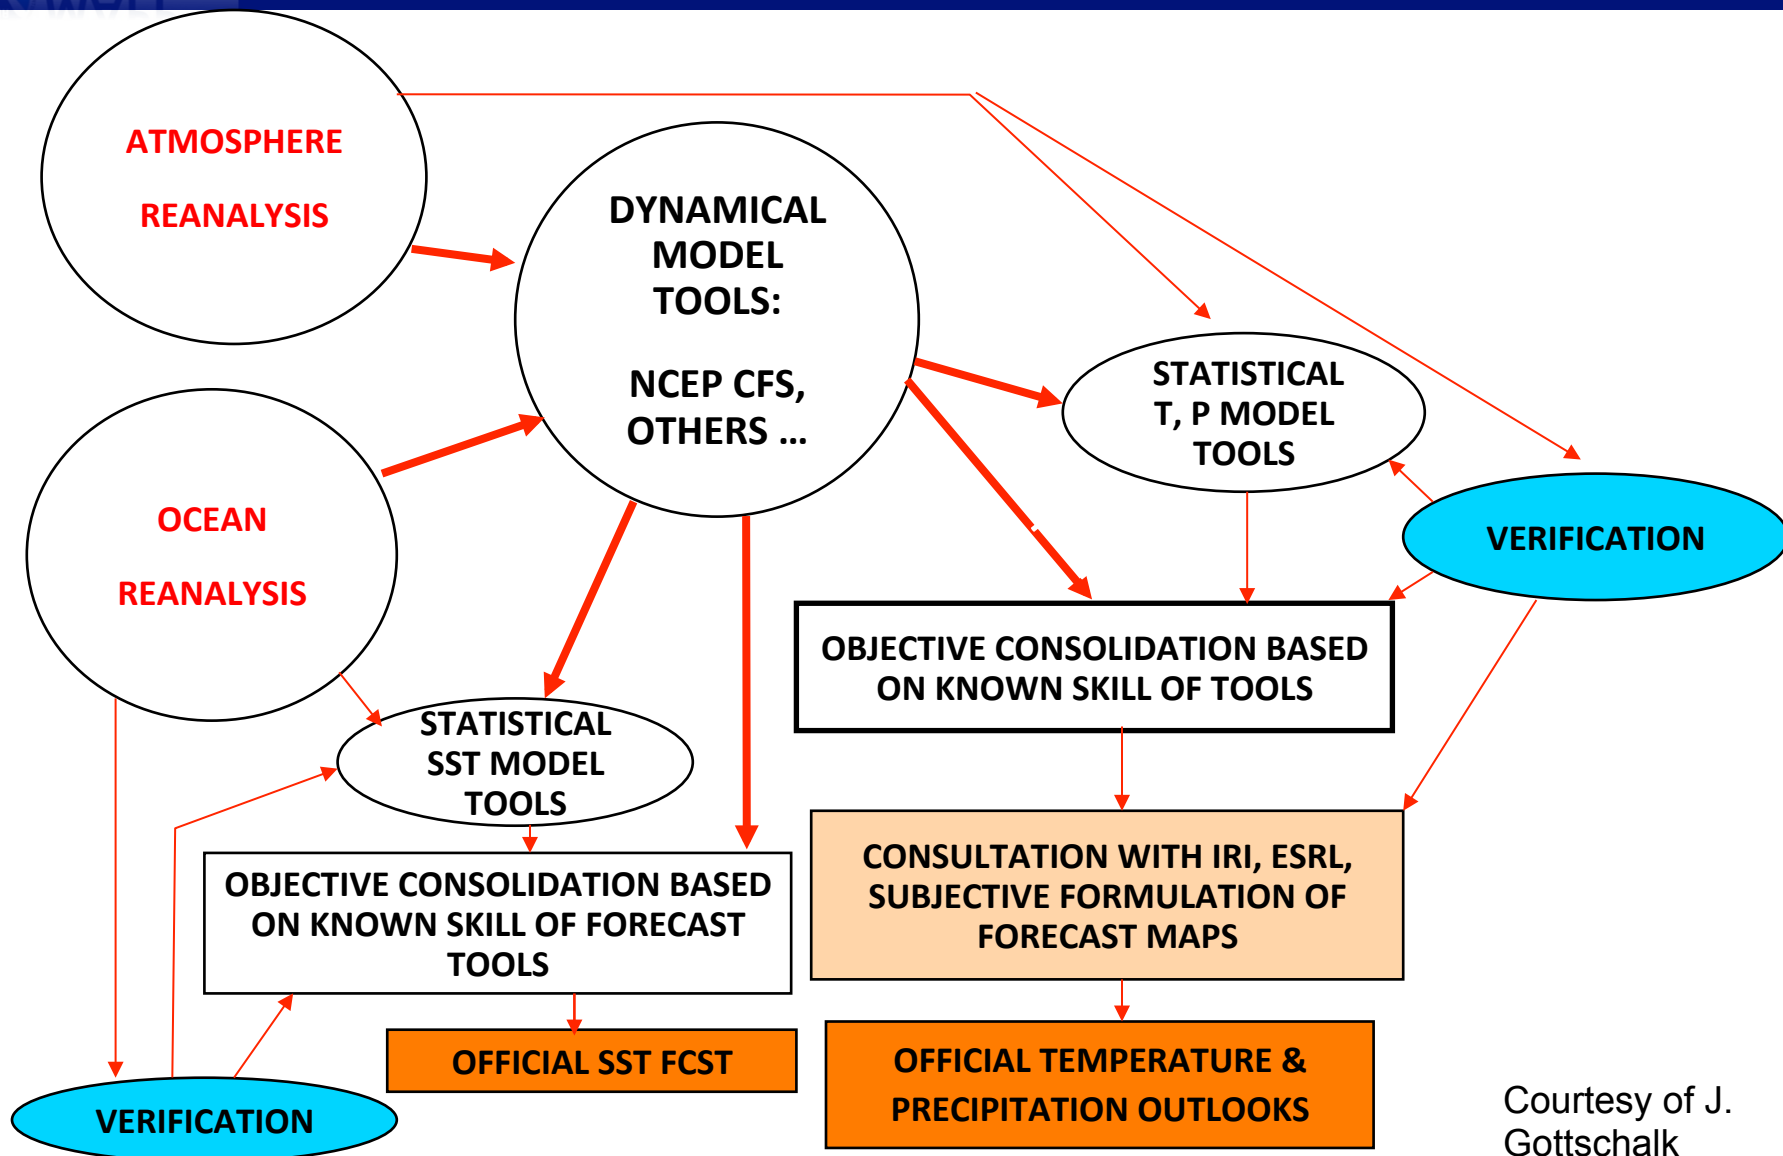 ATMOSPHERE
REANALYSIS
DYNAMICAL
MODEL
TOOLS:
NCEP CFS,
OTHERS ...
STATISTICAL
T, P MODEL
TOOLS
OCEAN
REANALYSIS
VERIFICATION
OBJECTIVE CONSOLIDATION BASED
ON KNOWN SKILL OF TOOLS
STATISTICAL
SST MODEL
TOOLS
CONSULTATION WITH IRI, ESRL,
SUBJECTIVE FORMULATION OF
FORECAST MAPS
OBJECTIVE CONSOLIDATION BASED
ON KNOWN SKILL OF FORECAST
TOOLS
OFFICIAL SST FCST
OFFICIAL TEMPERATURE &
PRECIPITATION OUTLOOKS
VERIFICATION
Courtesy of J.
Gottschalk